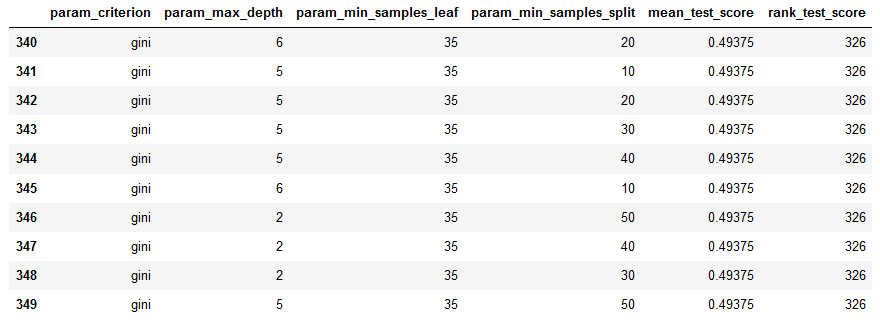 param_criterion param_max_depth param_min_samples_leaf param_min_samples_split mean_test_score rank_test_score
340 gini 6 35 20 0.49375 326
341 gini 5 35 10 0.49375 326
342 gini 5 35 20 0.49375 326
343 gini 5 35 30 0.49375 326
344 gini 5 35 40 0.49375 326
345 gini 6 35 10 0.49375 326
346 gini 2 35 50 0.49375 326
347 gini 2 35 40 0.49375 326
348 gini 2 35 30 0.49375 326
349 gini 5 35 50 0.49375 326